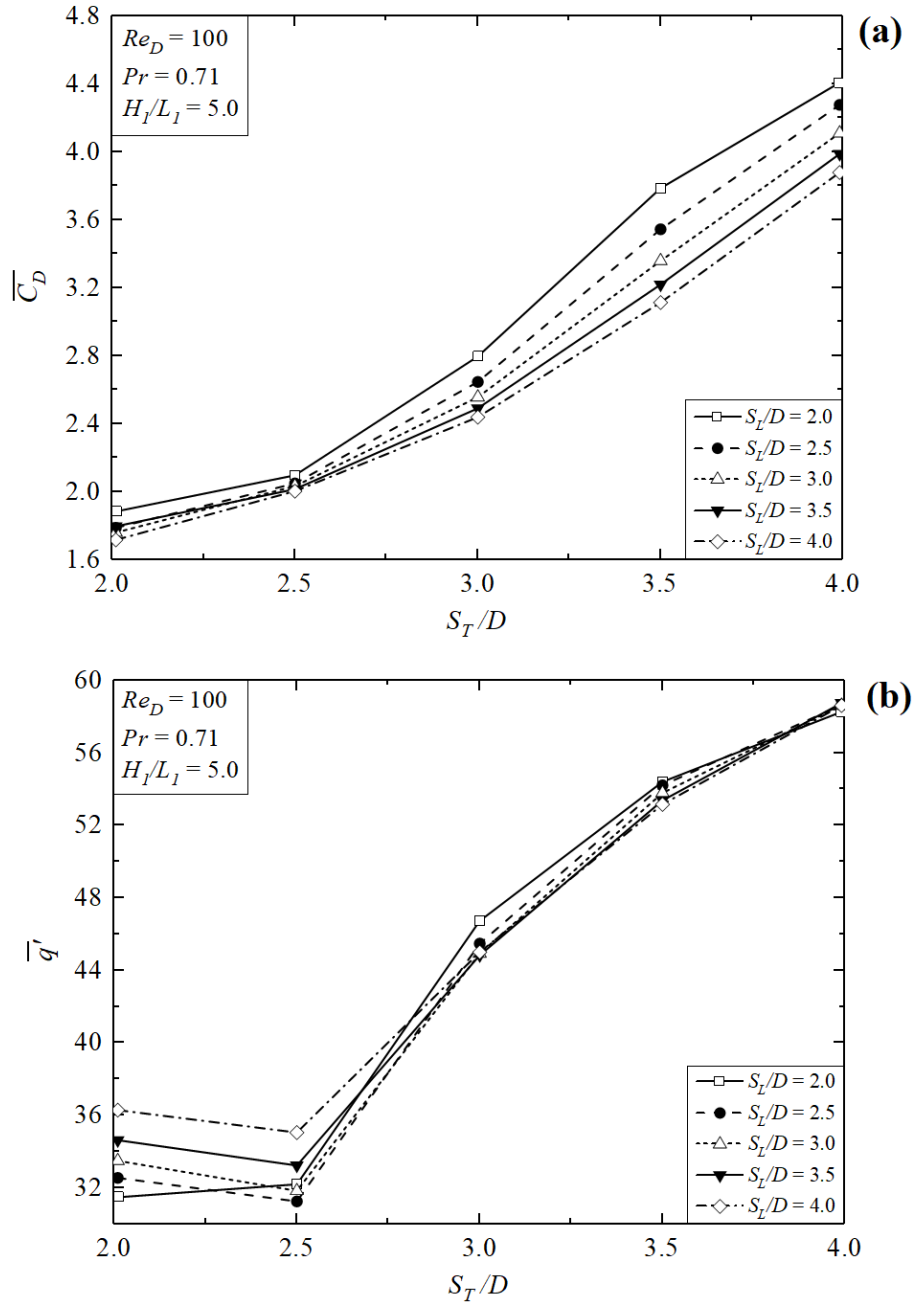 (a)
4.8
4.4
4.0
3.6
3.2
2.8
2.4
2.0
1.6
Re_D = 100
Pr = 0.71
H_1/L_1 = 5.0
C̅_D
S_L/D = 2.0
S_L/D = 2.5
S_L/D = 3.0
S_L/D = 3.5
S_L/D = 4.0
2.0 2.5 3.0 3.5 4.0
S_T/D
(b)
60
56
52
48
44
40
36
32
Re_D = 100
Pr = 0.71
H_1/L_1 = 5.0
q̅'
S_L/D = 2.0
S_L/D = 2.5
S_L/D = 3.0
S_L/D = 3.5
S_L/D = 4.0
2.0 2.5 3.0 3.5 4.0
S_T/D